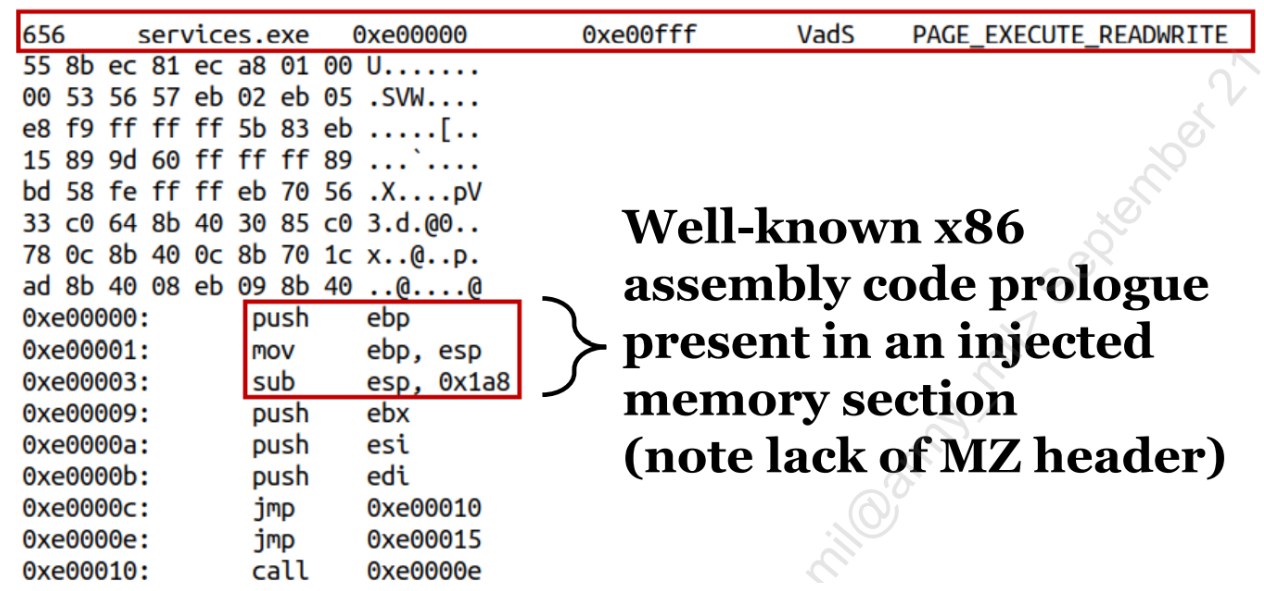 656 services.exe 0xe00000 0xe00fff VadS PAGE_EXECUTE_READWRITE
55 8b ec 81 ec a8 01 00 U.......
00 53 56 57 eb 02 eb 05 .SVW....
e8 f9 ff ff ff 5b 83 eb .....[..
15 89 9d 60 ff ff ff 89 ...`....
bd 58 fe ff ff eb 70 56 .X....pV
33 c0 64 8b 40 30 85 c0 3.d.@0..
78 0c 8b 40 0c 8b 70 1c x..@..p.
ad 8b 40 08 eb 09 8b 40 ..@....@
0xe00000: push ebp
0xe00001: mov ebp, esp
0xe00003: sub esp, 0x1a8
0xe00009: push ebx
0xe0000a: push esi
0xe0000b: push edi
0xe0000c: jmp 0xe00010
0xe0000e: jmp 0xe00015
0xe00010: call 0xe0000e
Well-known x86
assembly code prologue
present in an injected
memory section
(note lack of MZ header)
September 21